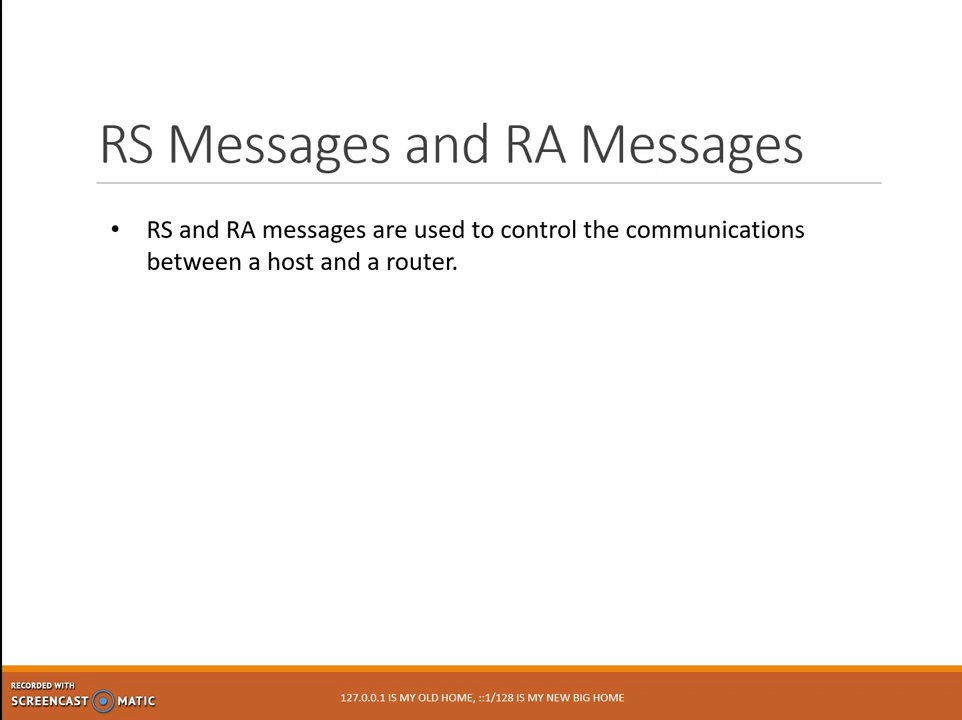 RS Messages and RA Messages
• RS and RA messages are used to control the communications
between a host and a router.
RECORDED WITH
SCREENCAST MATIC
127.0.0.1 IS MY OLD HOME, ::1/128 IS MY NEW BIG HOME